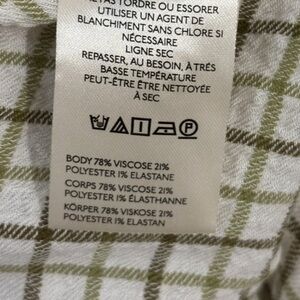 PAS TORDRE OU ESSORER
UTILISER UN AGENT DE
BLANCHIMENT SANS CHLORE SI
NÉCESSAIRE
LIGNE SEC
REPASSER, AU BESOIN, À TRÈS
BASSE TEMPÉRATURE
PEUT-ÊTRE ÊTRE NETTOYÉE
À SEC
P
BODY 78% VISCOSE 21%
POLYESTER 1% ELASTANE
CORPS 78% VISCOSE 21%
POLYESTER 1% ÉLASTHANNE
KÖRPER 78% VISKOSE 21%
POLYESTER 1% ELASTAN